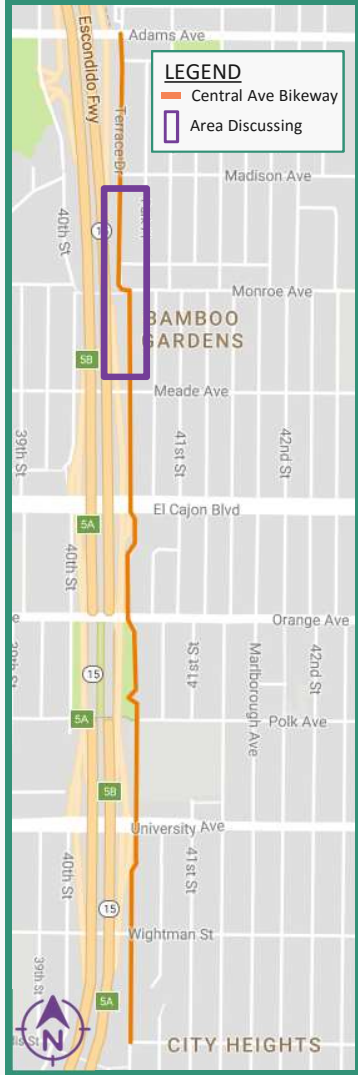 Adams Ave
Escondido Fwy
LEGEND
Central Ave Bikeway
Area Discussing
Terrace Dr
Madison Ave
40th St
Monroe Ave
BAMBOO
GARDENS
5B
Meade Ave
39th St
41st St
42nd St
El Cajon Blvd
5A
40th St
Orange Ave
15
41st St
Marlborough Ave
42nd St
5A
Polk Ave
5B
University Ave
40th St
41st St
15
Wightman St
39th St
5A
N
CITY HEIGHTS